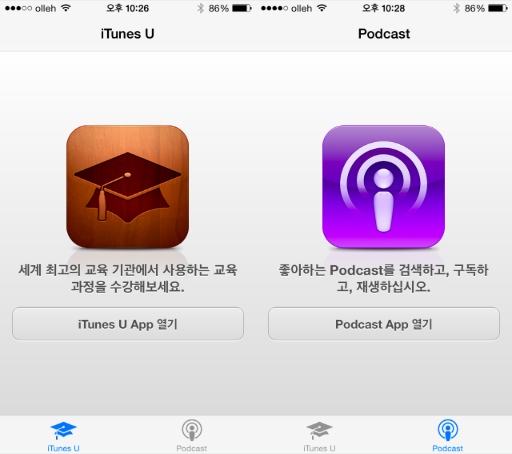 olleh 오후 10:26 86%
iTunes U
세계 최고의 교육 기관에서 사용하는 교육
과정을 수강해보세요.
iTunes U App 열기
iTunes U Podcast
olleh 오후 10:28 86%
Podcast
좋아하는 Podcast를 검색하고, 구독하
고, 재생하십시오.
Podcast App 열기
iTunes U Podcast